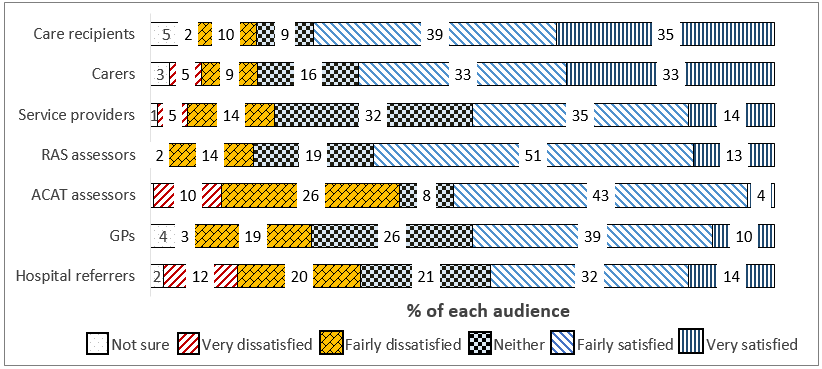 Care recipients 5 2 10 9 39 35
Carers 3 5 9 16 33 33
Service providers 1 5 14 32 35 14
RAS assessors 2 14 19 51 13
ACAT assessors 10 26 8 43 4
GPs 4 3 19 26 39 10
Hospital referrers 2 12 20 21 32 14
% of each audience
Not sure Very dissatisfied Fairly dissatisfied Neither Fairly satisfied Very satisfied